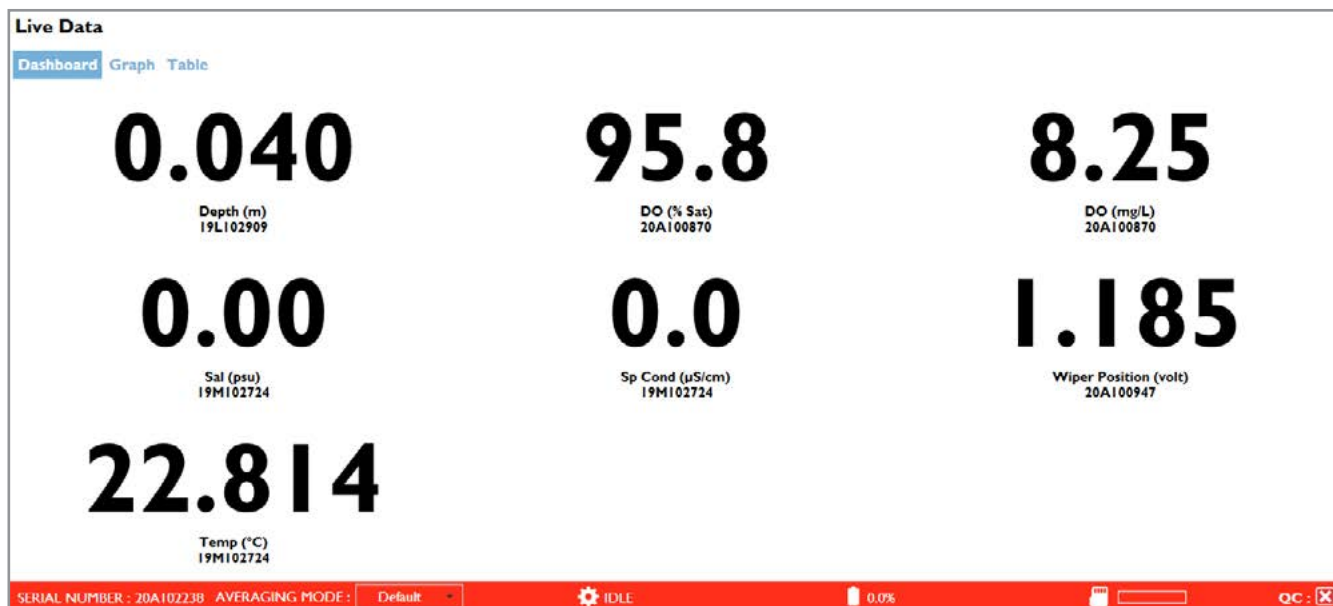 Live Data
Dashboard Graph Table
0.040 95.8 8.25
Depth (m) DO (% Sat) DO (mg/L)
19L102909 20A100870 20A100870
0.00 0.0 1.185
Sal (psu) Sp Cond (µS/cm) Wiper Position (volt)
19M102724 19M102724 20A100947
22.814
Temp (°C)
19M102724
SERIAL NUMBER : 20A102238 AVERAGING MODE : Default IDLE 0.0% QC :